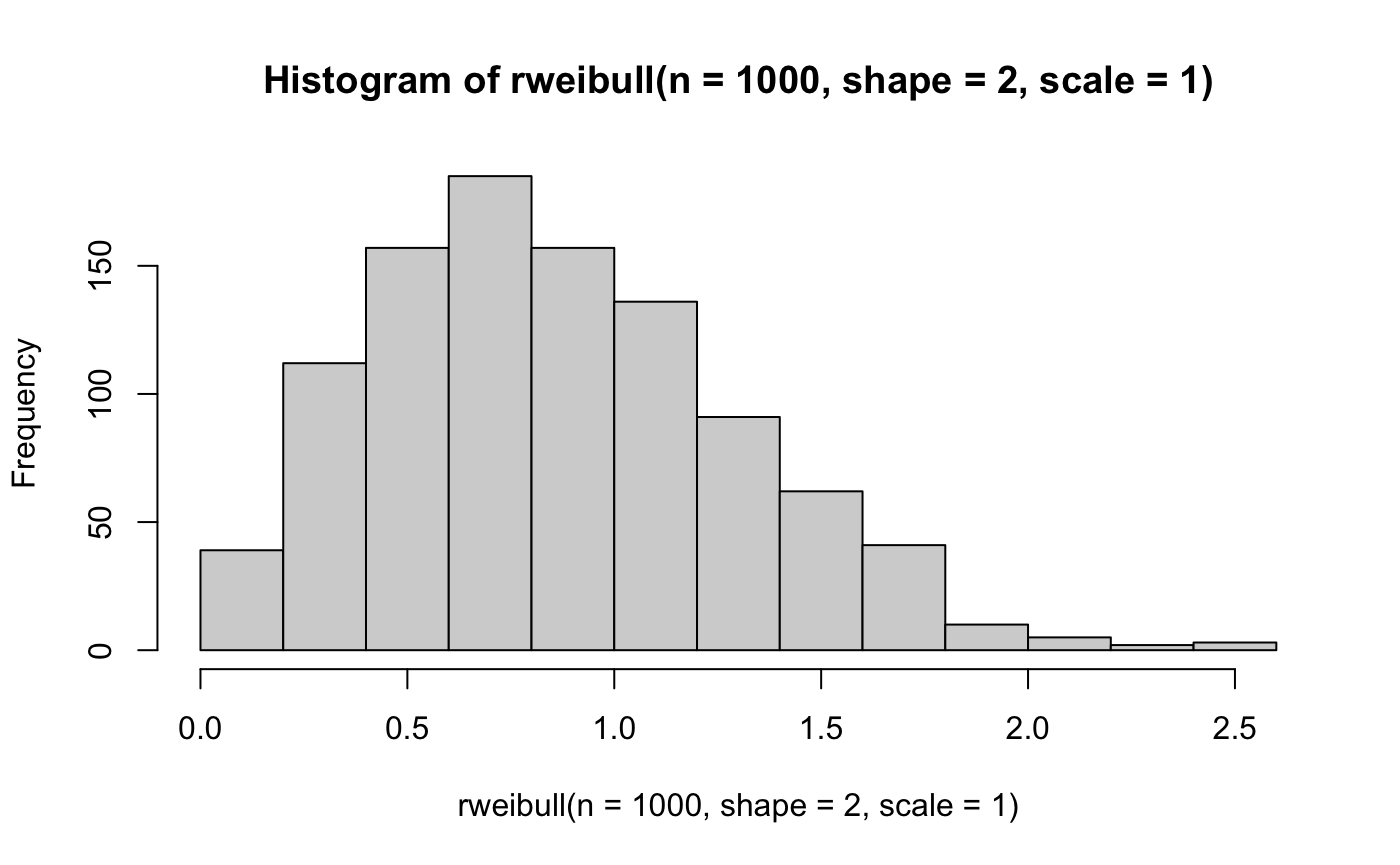 Histogram of rweibull(n = 1000, shape = 2, scale = 1)
Frequency
150
100
50
0
0.0 0.5 1.0 1.5 2.0 2.5
rweibull(n = 1000, shape = 2, scale = 1)